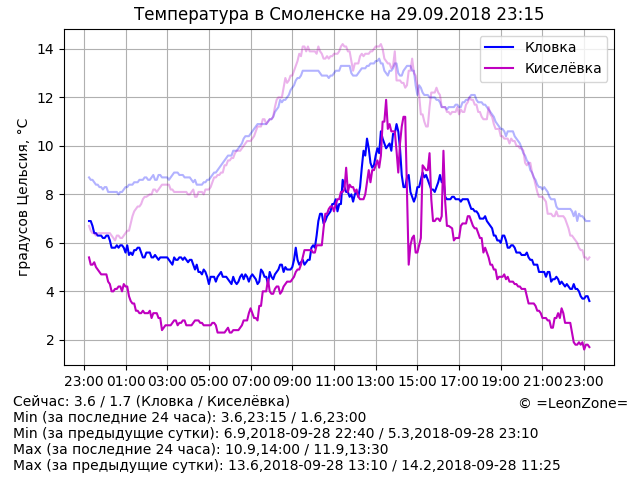 Температура в Смоленске на 29.09.2018 23:15
градусов Цельсия, °C
14
12
10
8
6
4
2
Кловка
Киселёвка
23:00 01:00 03:00 05:00 07:00 09:00 11:00 13:00 15:00 17:00 19:00 21:00 23:00
Сейчас: 3.6 / 1.7 (Кловка / Киселёвка)
© =LeonZone=
Min (за последние 24 часа): 3.6,23:15 / 1.6,23:00
Min (за предыдущие сутки): 6.9,2018-09-28 22:40 / 5.3,2018-09-28 23:10
Max (за последние 24 часа): 10.9,14:00 / 11.9,13:30
Max (за предыдущие сутки): 13.6,2018-09-28 13:10 / 14.2,2018-09-28 11:25